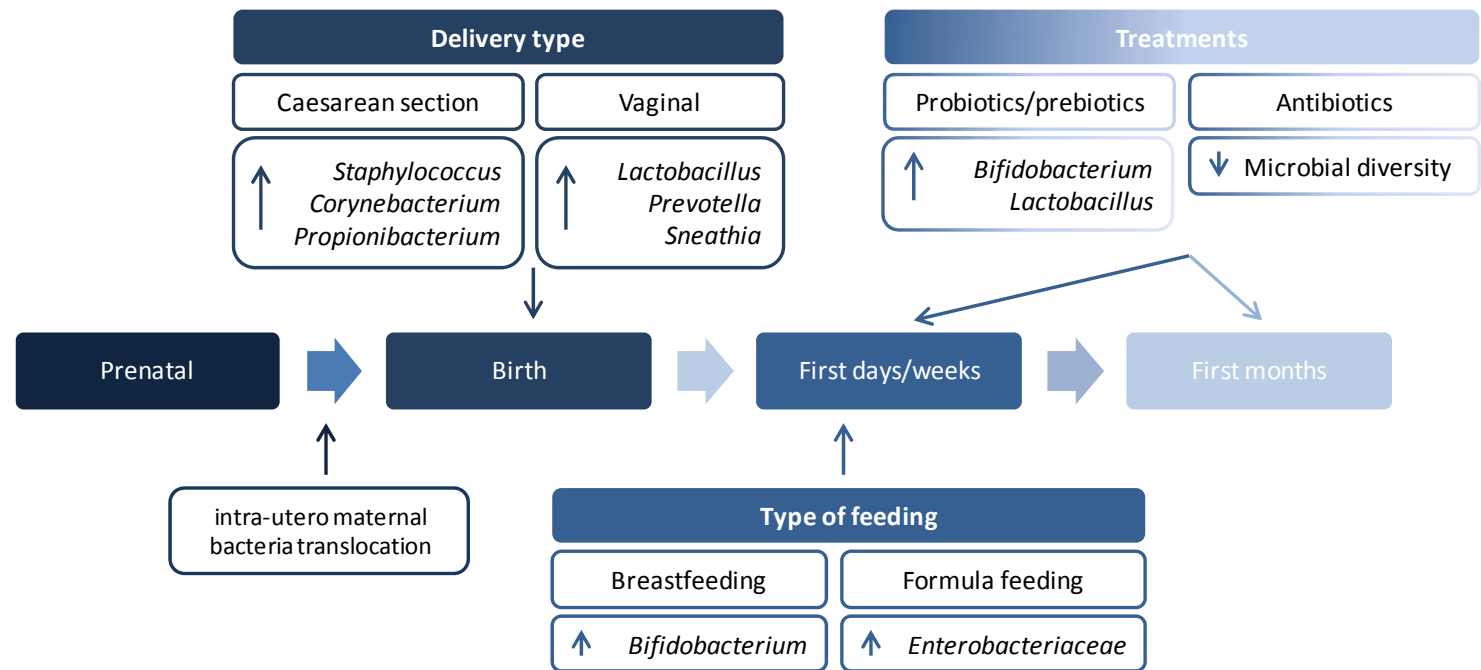 Delivery type
Caesarean section
Vaginal
Staphylococcus
Corynebacterium
Propionibacterium
Lactobacillus
Prevotella
Sneathia
Treatments
Probiotics/prebiotics
Antibiotics
Bifidobacterium
Lactobacillus
Microbial diversity
Prenatal
Birth
First days/weeks
First months
intra-utero maternal
bacteria translocation
Type of feeding
Breastfeeding
Formula feeding
Bifidobacterium
Enterobacteriaceae